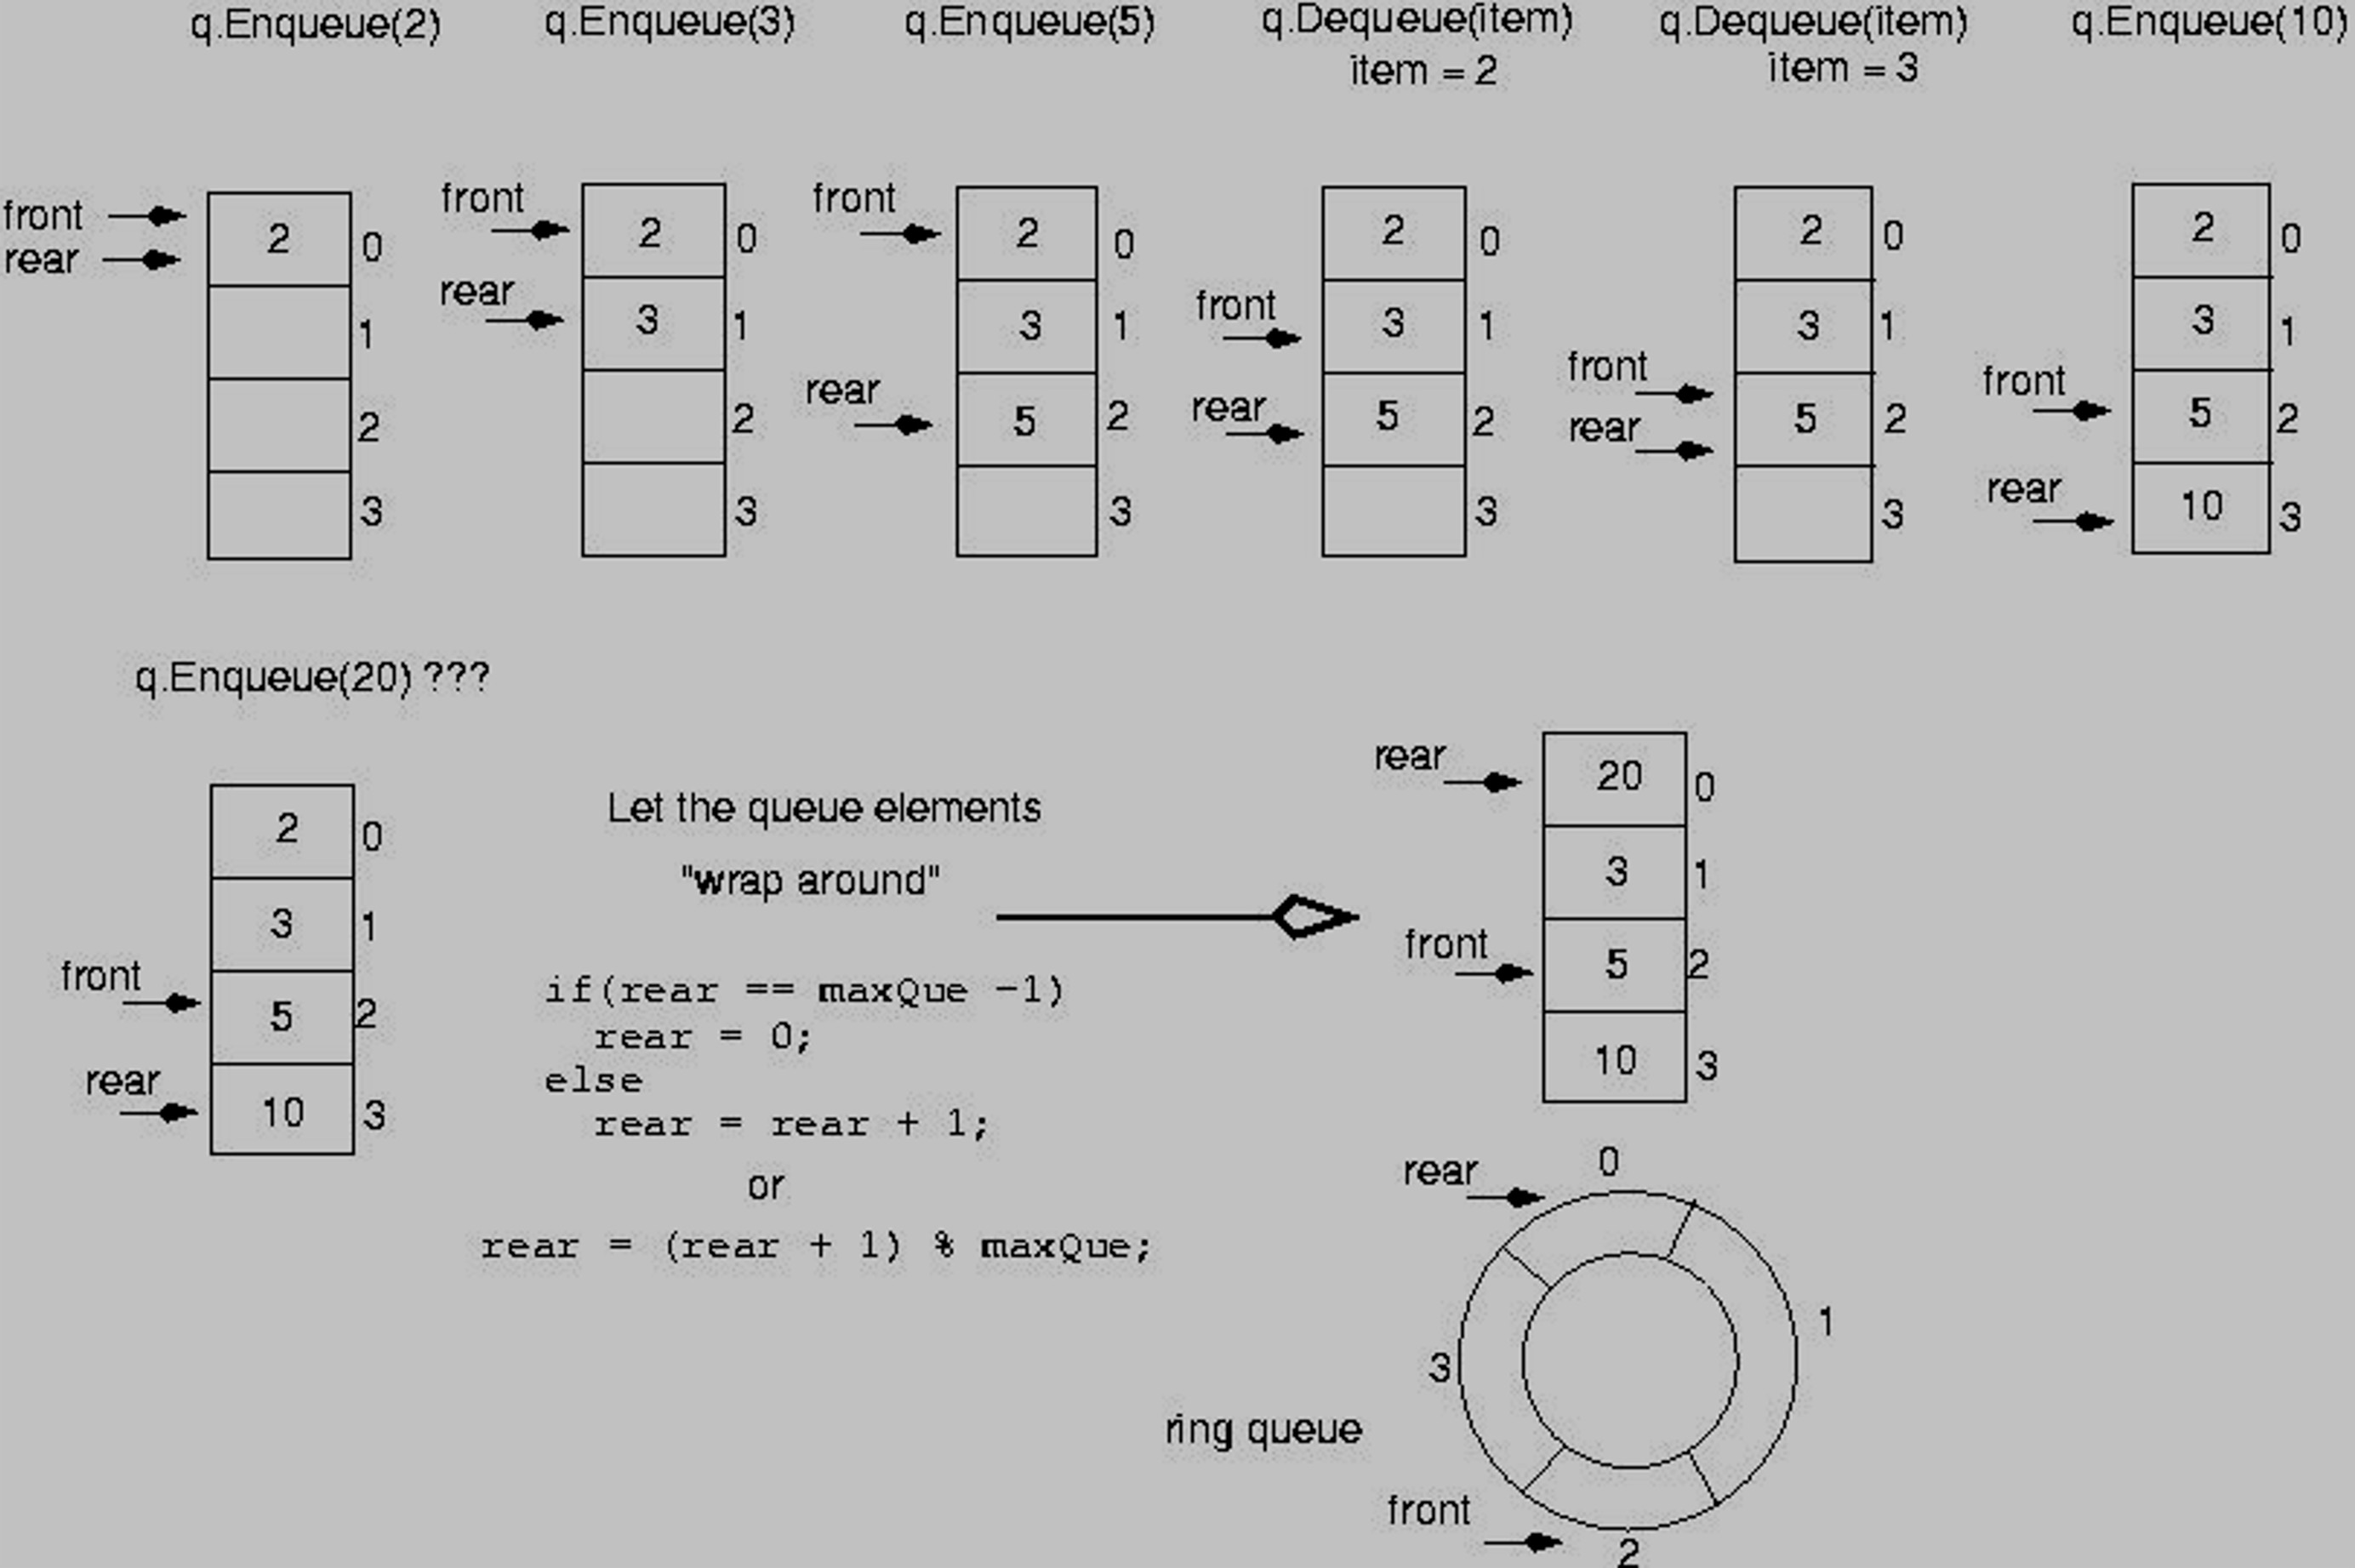 q.Enqueue(2)
q.Enqueue(3)
q.Enqueue(5)
q.Dequeue(item)
item = 2
q.Dequeue(item)
item = 3
q.Enqueue(10)
front
rear
2
0
1
2
3
front
rear
2
0
3
1
2
3
front
rear
2
0
3
1
5
2
3
front
rear
2
0
3
1
5
2
3
front
rear
2
0
3
1
5
2
3
front
rear
2
0
3
1
5
2
10
3
q.Enqueue(20) ???
front
rear
2
0
3
1
5
2
10
3
Let the queue elements
"wrap around"
if(rear == maxQue -1)
rear = 0;
else
rear = rear + 1;
or
rear = (rear + 1) % maxQue;
rear
front
20
0
3
1
5
2
10
3
rear
0
1
3
ring queue
front
2